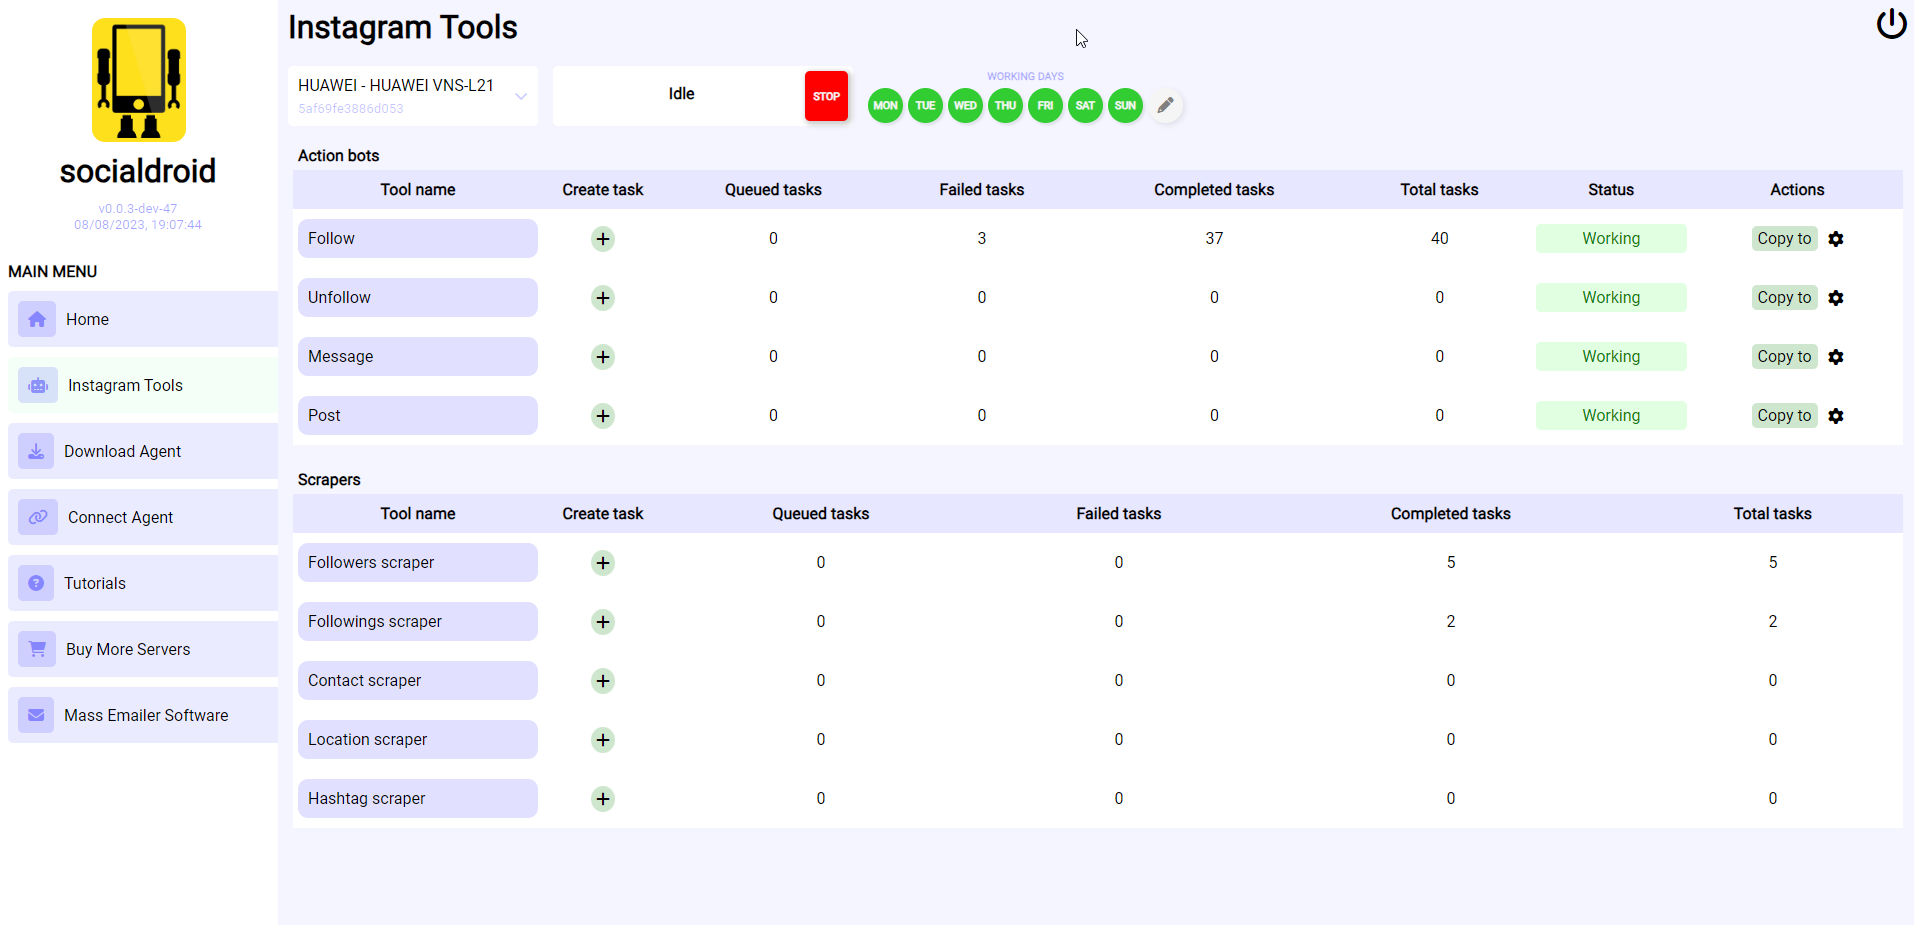 socialdroid
v0.0.3-dev-47
08/08/2023, 19:07:44
MAIN MENU
Home
Instagram Tools
Download Agent
Connect Agent
Tutorials
Buy More Servers
Mass Emailer Software
Instagram Tools
HUAWEI - HUAWEI VNS-L21
5af69fe3886d053
Idle
STOP
WORKING DAYS
MON TUE WED THU FRI SAT SUN
Action bots
Tool name Create task Queued tasks Failed tasks Completed tasks Total tasks Status Actions
Follow + 0 3 37 40 Working Copy to
Unfollow + 0 0 0 0 Working Copy to
Message + 0 0 0 0 Working Copy to
Post + 0 0 0 0 Working Copy to
Scrapers
Tool name Create task Queued tasks Failed tasks Completed tasks Total tasks
Followers scraper + 0 0 5 5
Followings scraper + 0 0 2 2
Contact scraper + 0 0 0 0
Location scraper + 0 0 0 0
Hashtag scraper + 0 0 0 0